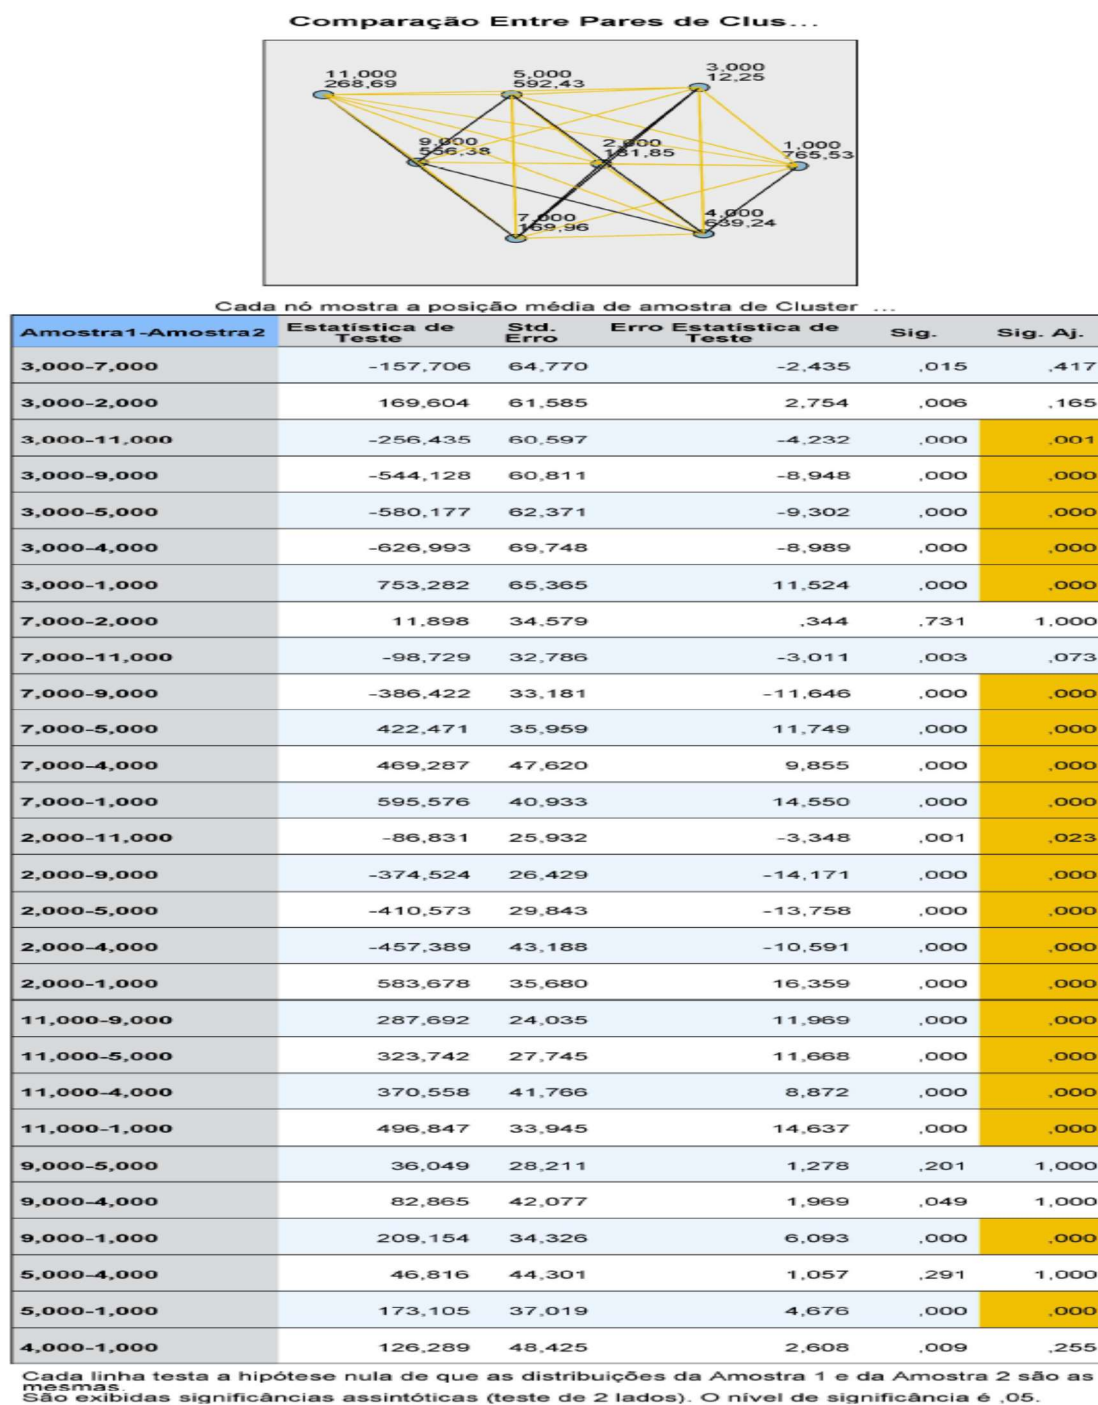 Comparação Entre Pares de Clus...
11,000
268,69
5,000
592,43
3,000
12,25
9,000
556,38
2,000
181,85
1,000
765,53
7,000
169,96
4,000
639,24
Cada nó mostra a posição média de amostra de Cluster ...
Amostra1-Amostra2 Estatística de Teste Std. Erro Erro Estatística de Teste Sig. Sig. Aj.
3,000-7,000 -157,706 64,770 -2,435 ,015 ,417
3,000-2,000 169,604 61,585 2,754 ,006 ,165
3,000-11,000 -256,435 60,597 -4,232 ,000 ,001
3,000-9,000 -544,128 60,811 -8,948 ,000 ,000
3,000-5,000 -580,177 62,371 -9,302 ,000 ,000
3,000-4,000 -626,993 69,748 -8,989 ,000 ,000
3,000-1,000 753,282 65,365 11,524 ,000 ,000
7,000-2,000 11,898 34,579 ,344 ,731 1,000
7,000-11,000 -98,729 32,786 -3,011 ,003 ,073
7,000-9,000 -386,422 33,181 -11,646 ,000 ,000
7,000-5,000 422,471 35,959 11,749 ,000 ,000
7,000-4,000 469,287 47,620 9,855 ,000 ,000
7,000-1,000 595,576 40,933 14,550 ,000 ,000
2,000-11,000 -86,831 25,932 -3,348 ,001 ,023
2,000-9,000 -374,524 26,429 -14,171 ,000 ,000
2,000-5,000 -410,573 29,843 -13,758 ,000 ,000
2,000-4,000 -457,389 43,188 -10,591 ,000 ,000
2,000-1,000 583,678 35,680 16,359 ,000 ,000
11,000-9,000 287,692 24,035 11,969 ,000 ,000
11,000-5,000 323,742 27,745 11,668 ,000 ,000
11,000-4,000 370,558 41,766 8,872 ,000 ,000
11,000-1,000 496,847 33,945 14,637 ,000 ,000
9,000-5,000 36,049 28,211 1,278 ,201 1,000
9,000-4,000 82,865 42,077 1,969 ,049 1,000
9,000-1,000 209,154 34,326 6,093 ,000 ,000
5,000-4,000 46,816 44,301 1,057 ,291 1,000
5,000-1,000 173,105 37,019 4,676 ,000 ,000
4,000-1,000 126,289 48,425 2,608 ,009 ,255
Cada linha testa a hipótese nula de que as distribuições da Amostra 1 e da Amostra 2 são as
mesmas.
São exibidas significâncias assintóticas (teste de 2 lados). O nível de significância é ,05.